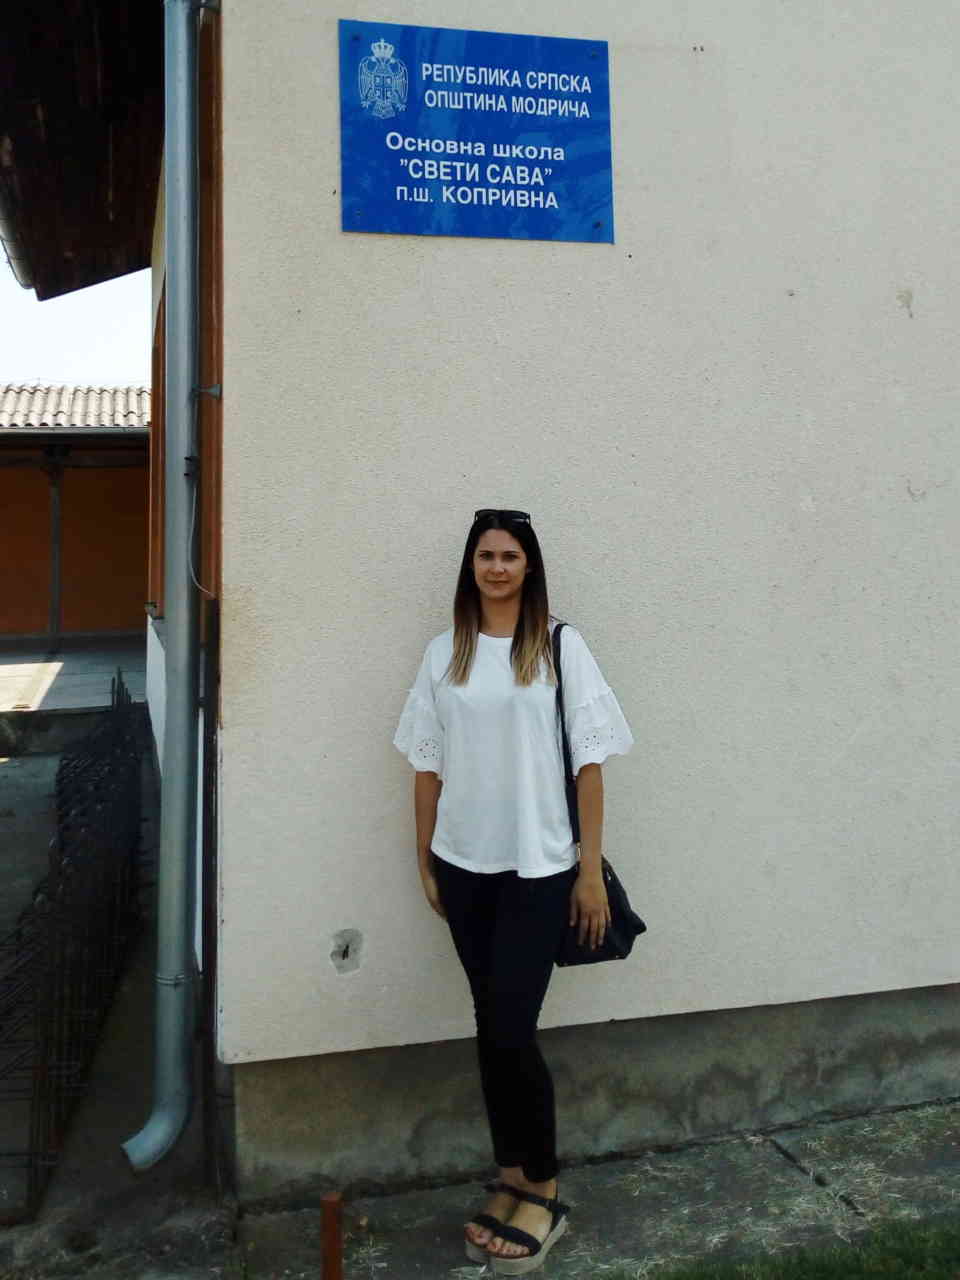 РЕПУБЛИКА СРПСКА
ОПШТИНА МОДРИЧА
Основна школа
"СВЕТИ САВА"
П.Ш. КОПРИВНА